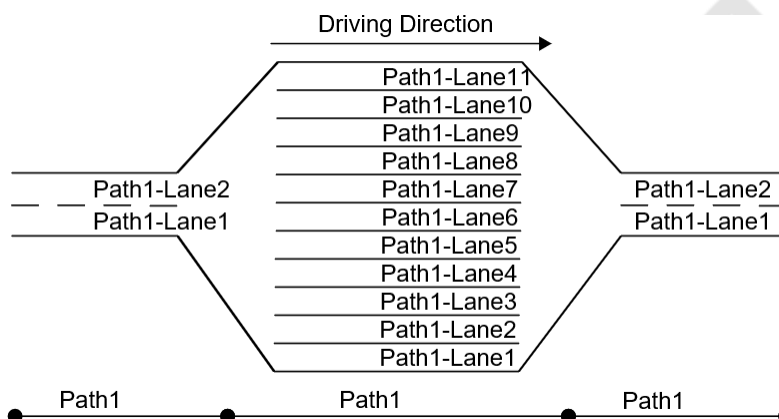 Driving Direction
Path1-Lane11
Path1-Lane10
Path1-Lane9
Path1-Lane8
Path1-Lane7
Path1-Lane6
Path1-Lane5
Path1-Lane4
Path1-Lane3
Path1-Lane2
Path1-Lane1
Path1-Lane2
Path1-Lane1
Path1-Lane2
Path1-Lane1
Path1
Path1
Path1